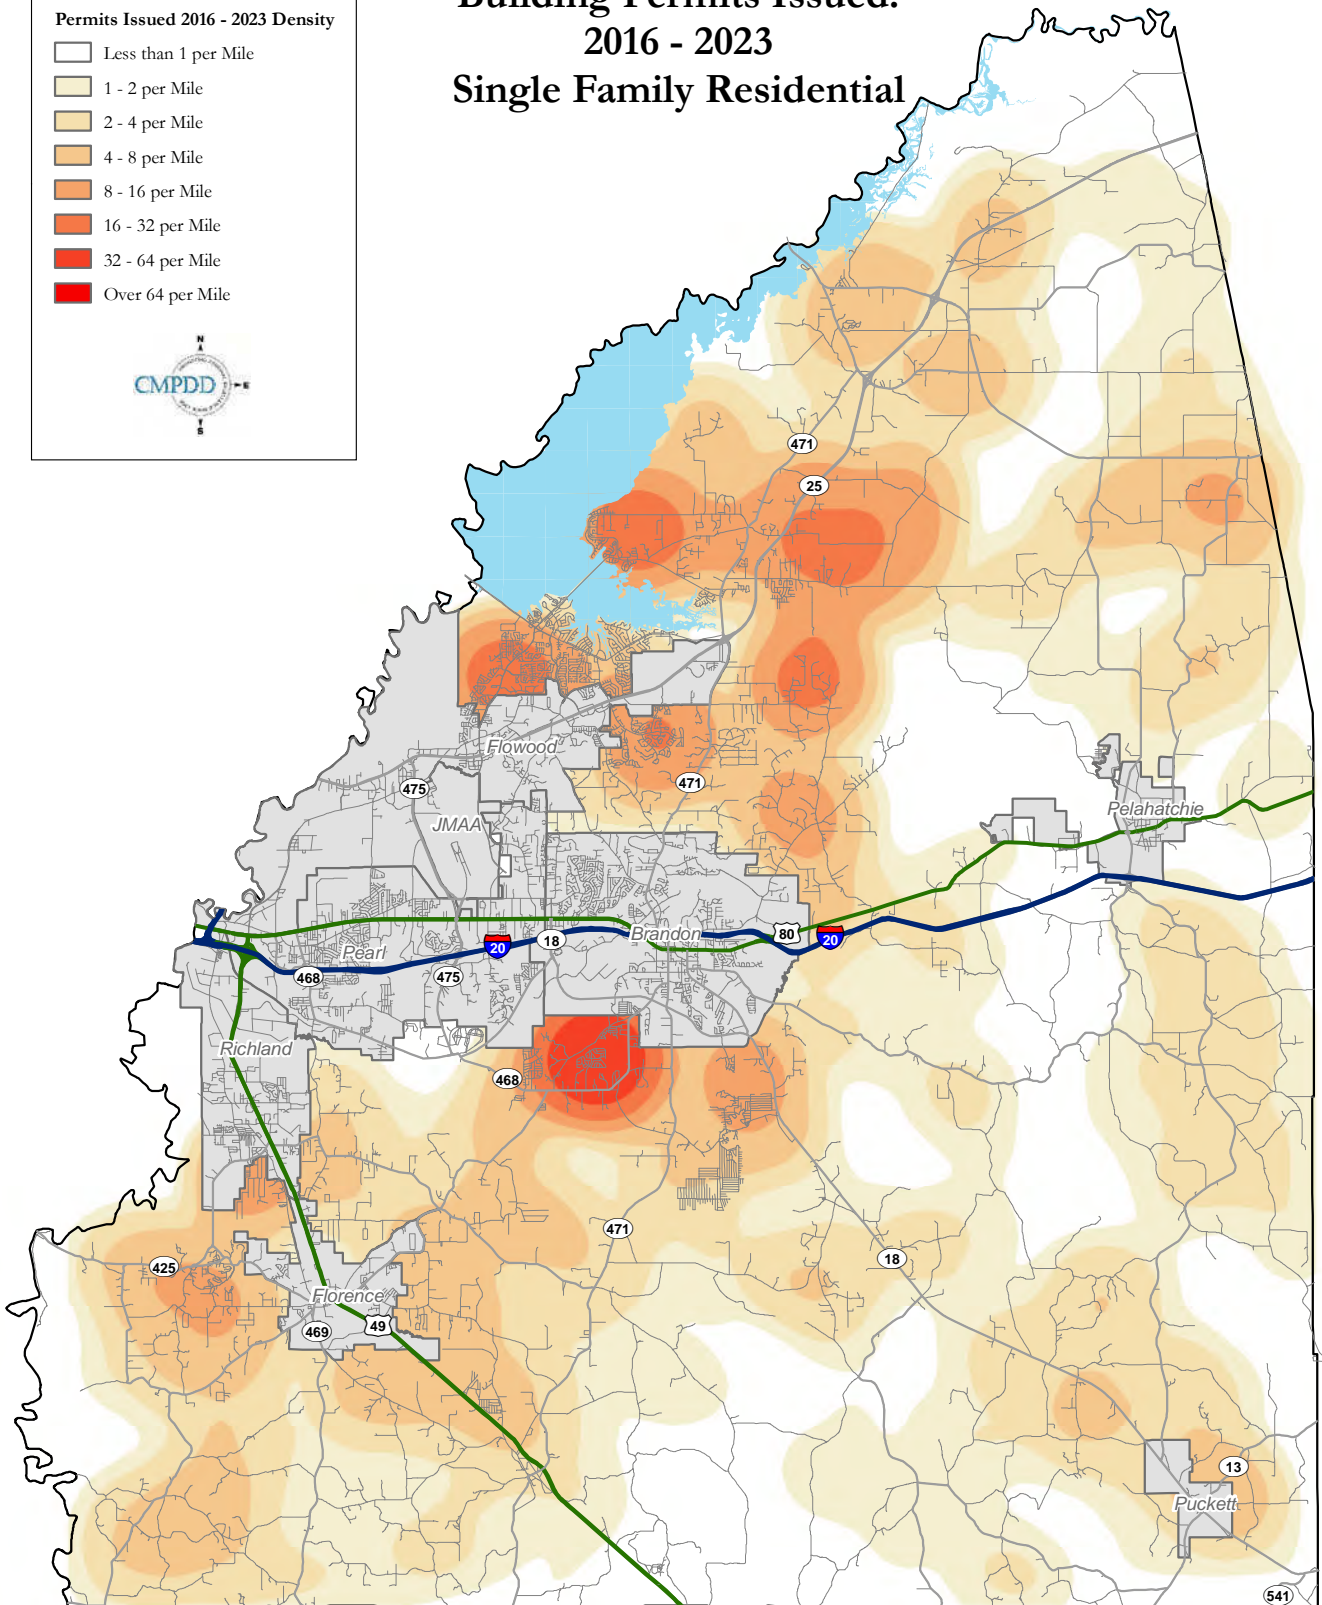 Building Permits Issued:
2016 - 2023
Single Family Residential
Permits Issued 2016 - 2023 Density
Less than 1 per Mile
1 - 2 per Mile
2 - 4 per Mile
4 - 8 per Mile
8 - 16 per Mile
16 - 32 per Mile
32 - 64 per Mile
Over 64 per Mile
N
CMPDD
E
S
471
25
Flowood
475
471
JMAA
Pelahatchie
Brandon
80
20
18
20
Pearl
468
475
Richland
468
471
18
425
Florence
469
49
13
Puckett
541